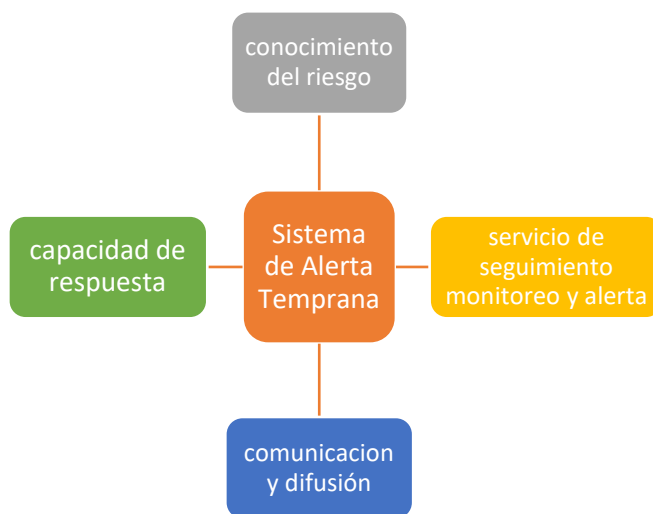 conocimiento
del riesgo
capacidad de
respuesta
Sistema
de Alerta
Temprana
servicio de
seguimiento
monitoreo y alerta
comunicacion
y difusión